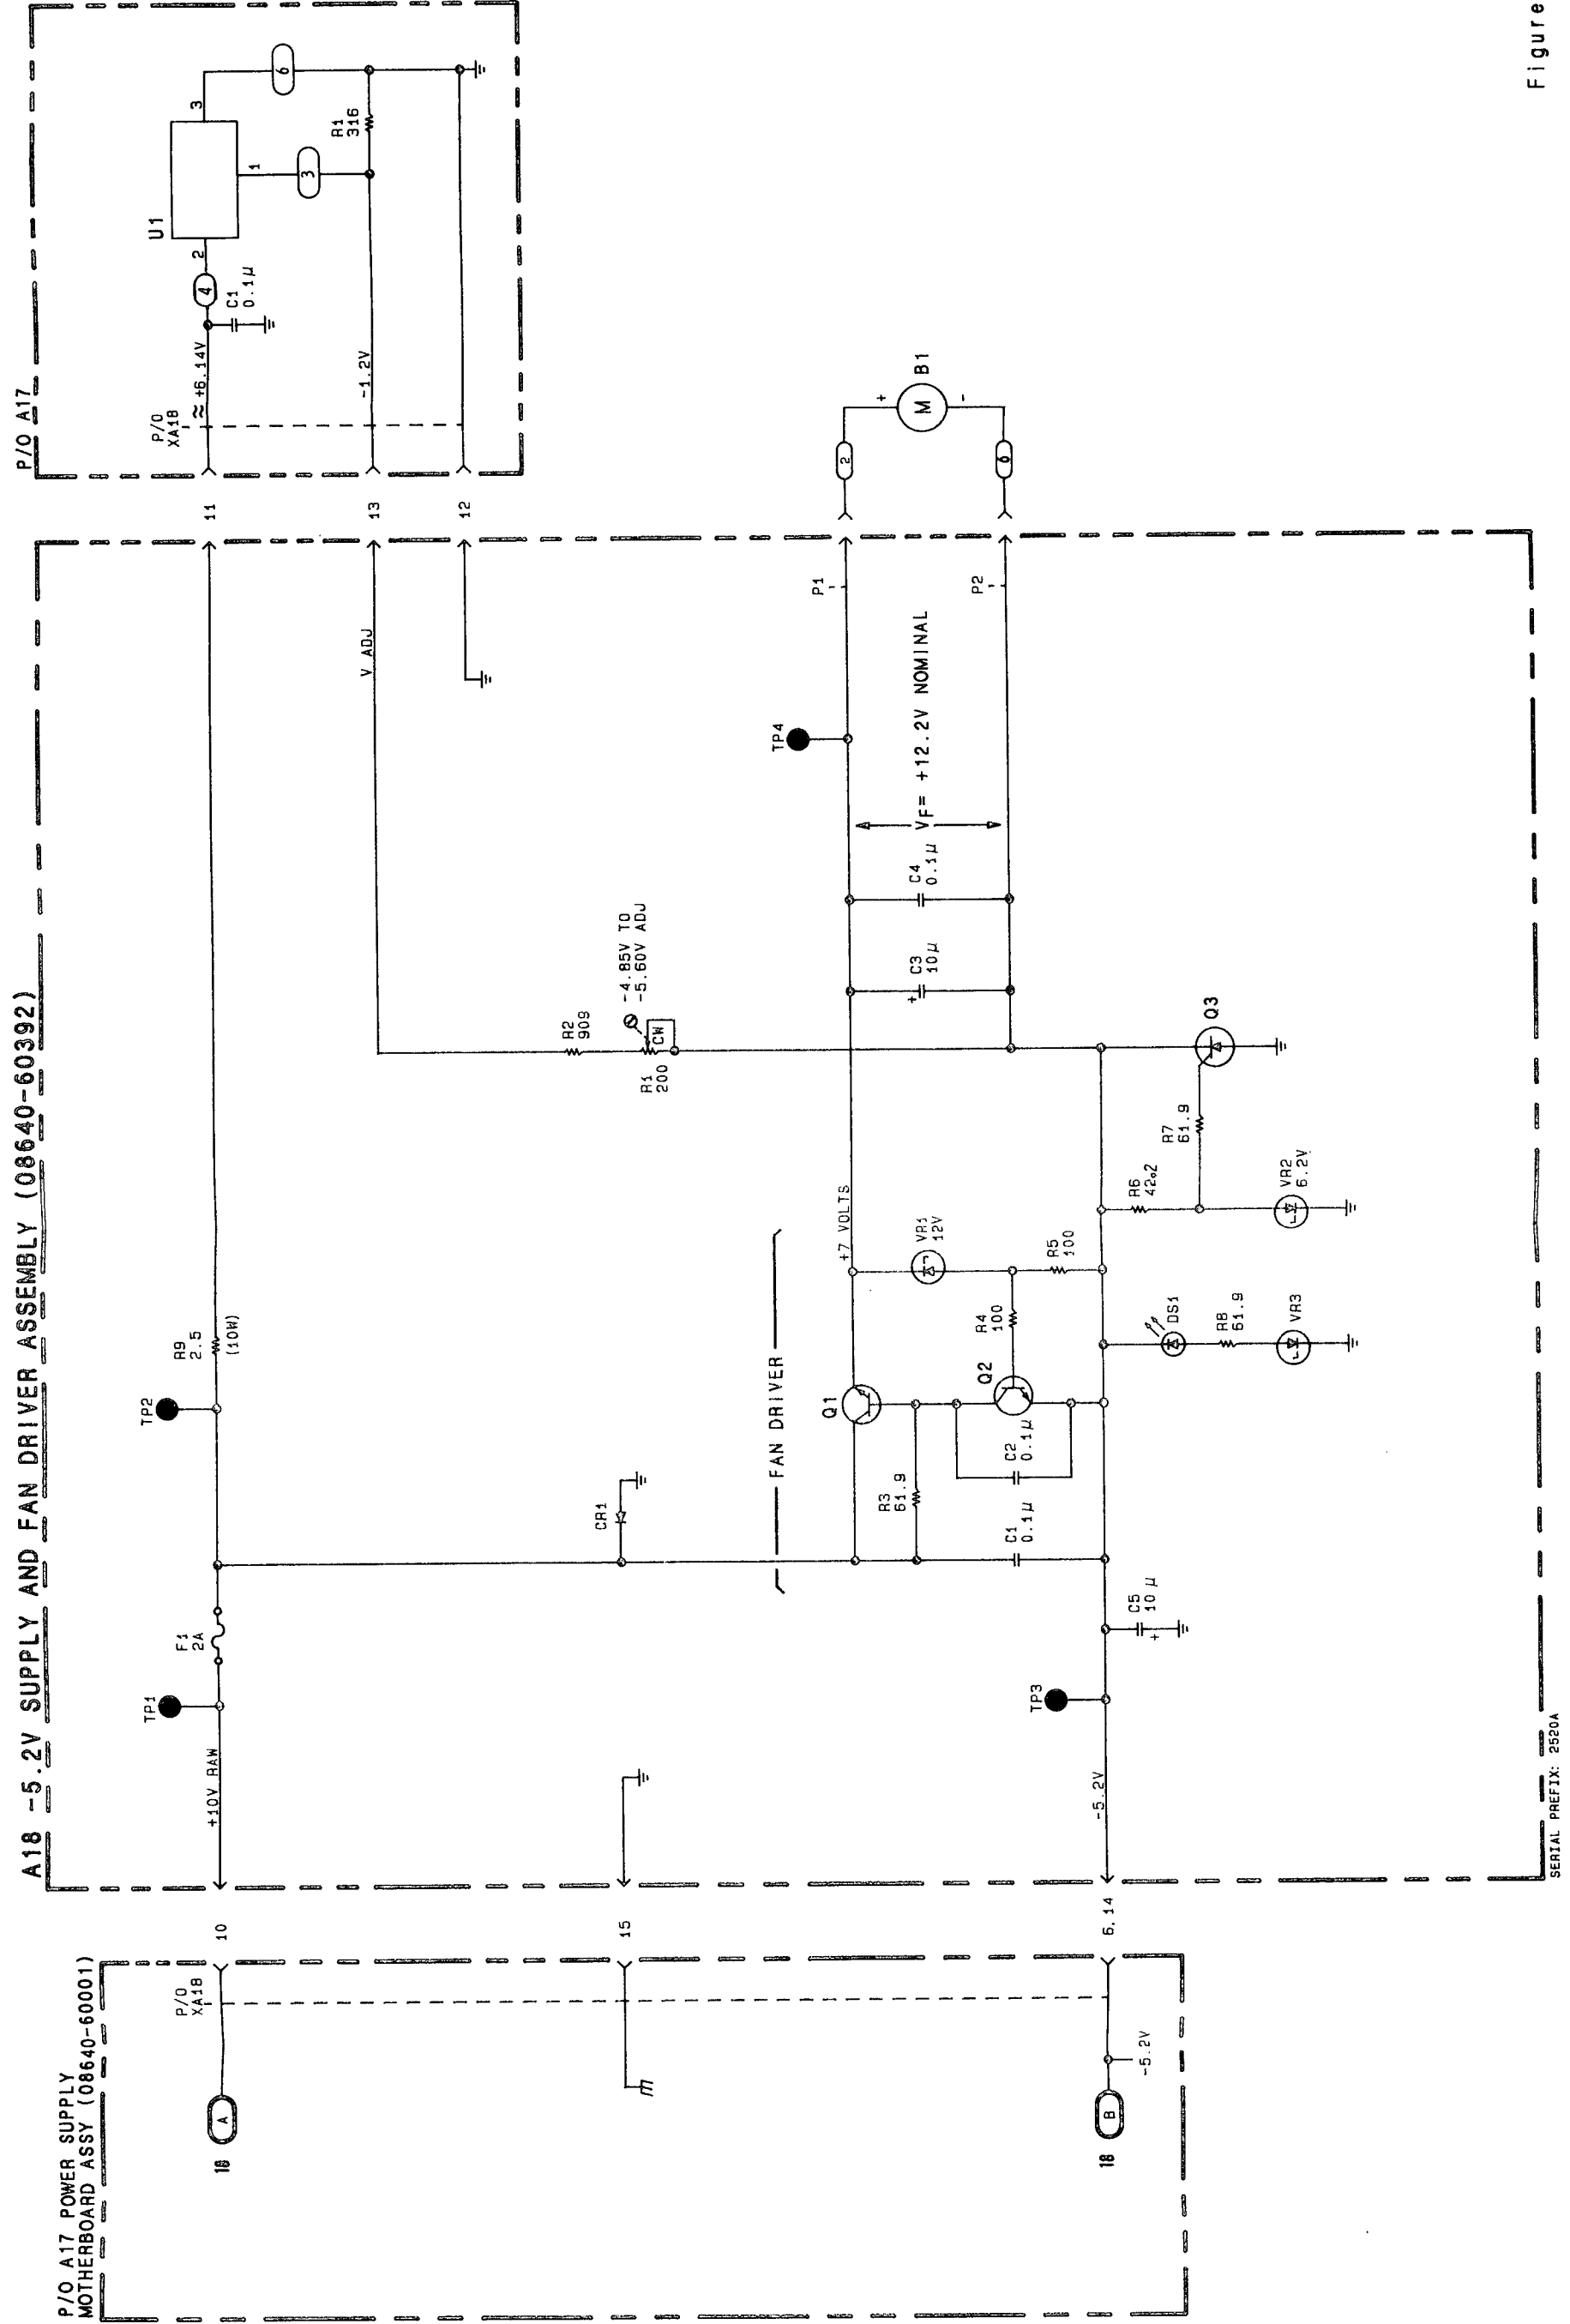 A18 -5.2V SUPPLY AND FAN DRIVER ASSEMBLY (08640-60392)
P/O A17 POWER SUPPLY
MOTHERBOARD ASSY (08640-60001)
P/O
XA18
A
18
10
15
B
18
-5.2V
6,14
+10V RAW
TP1
F1
2A
TP2
R9
2.5
(10W)
CR1
FAN DRIVER
TP3
-5.2V
C5
10μ
+
C1
0.1μ
R3
61.9
C2
0.1μ
Q1
Q2
R4
100
+7 VOLTS
VR1
12V
R5
100
DS1
R8
61.9
VR3
R6
42.2
R7
61.9
VR2
6.2V
Q3
R2
909
R1
200
CW
-4.85V TO
-5.60V ADJ
C3
10μ
+
C4
0.1μ
VF= +12.2V NOMINAL
TP4
V ADJ
P1
P2
11
13
12
2
0
+
M
-
B1
P/O A17
P/O
XA18
≈ +6.14V
-1.2V
4
C1
0.1μ
2
U1
1
3
3
6
R1
316
SERIAL PREFIX: 2520A
Figure